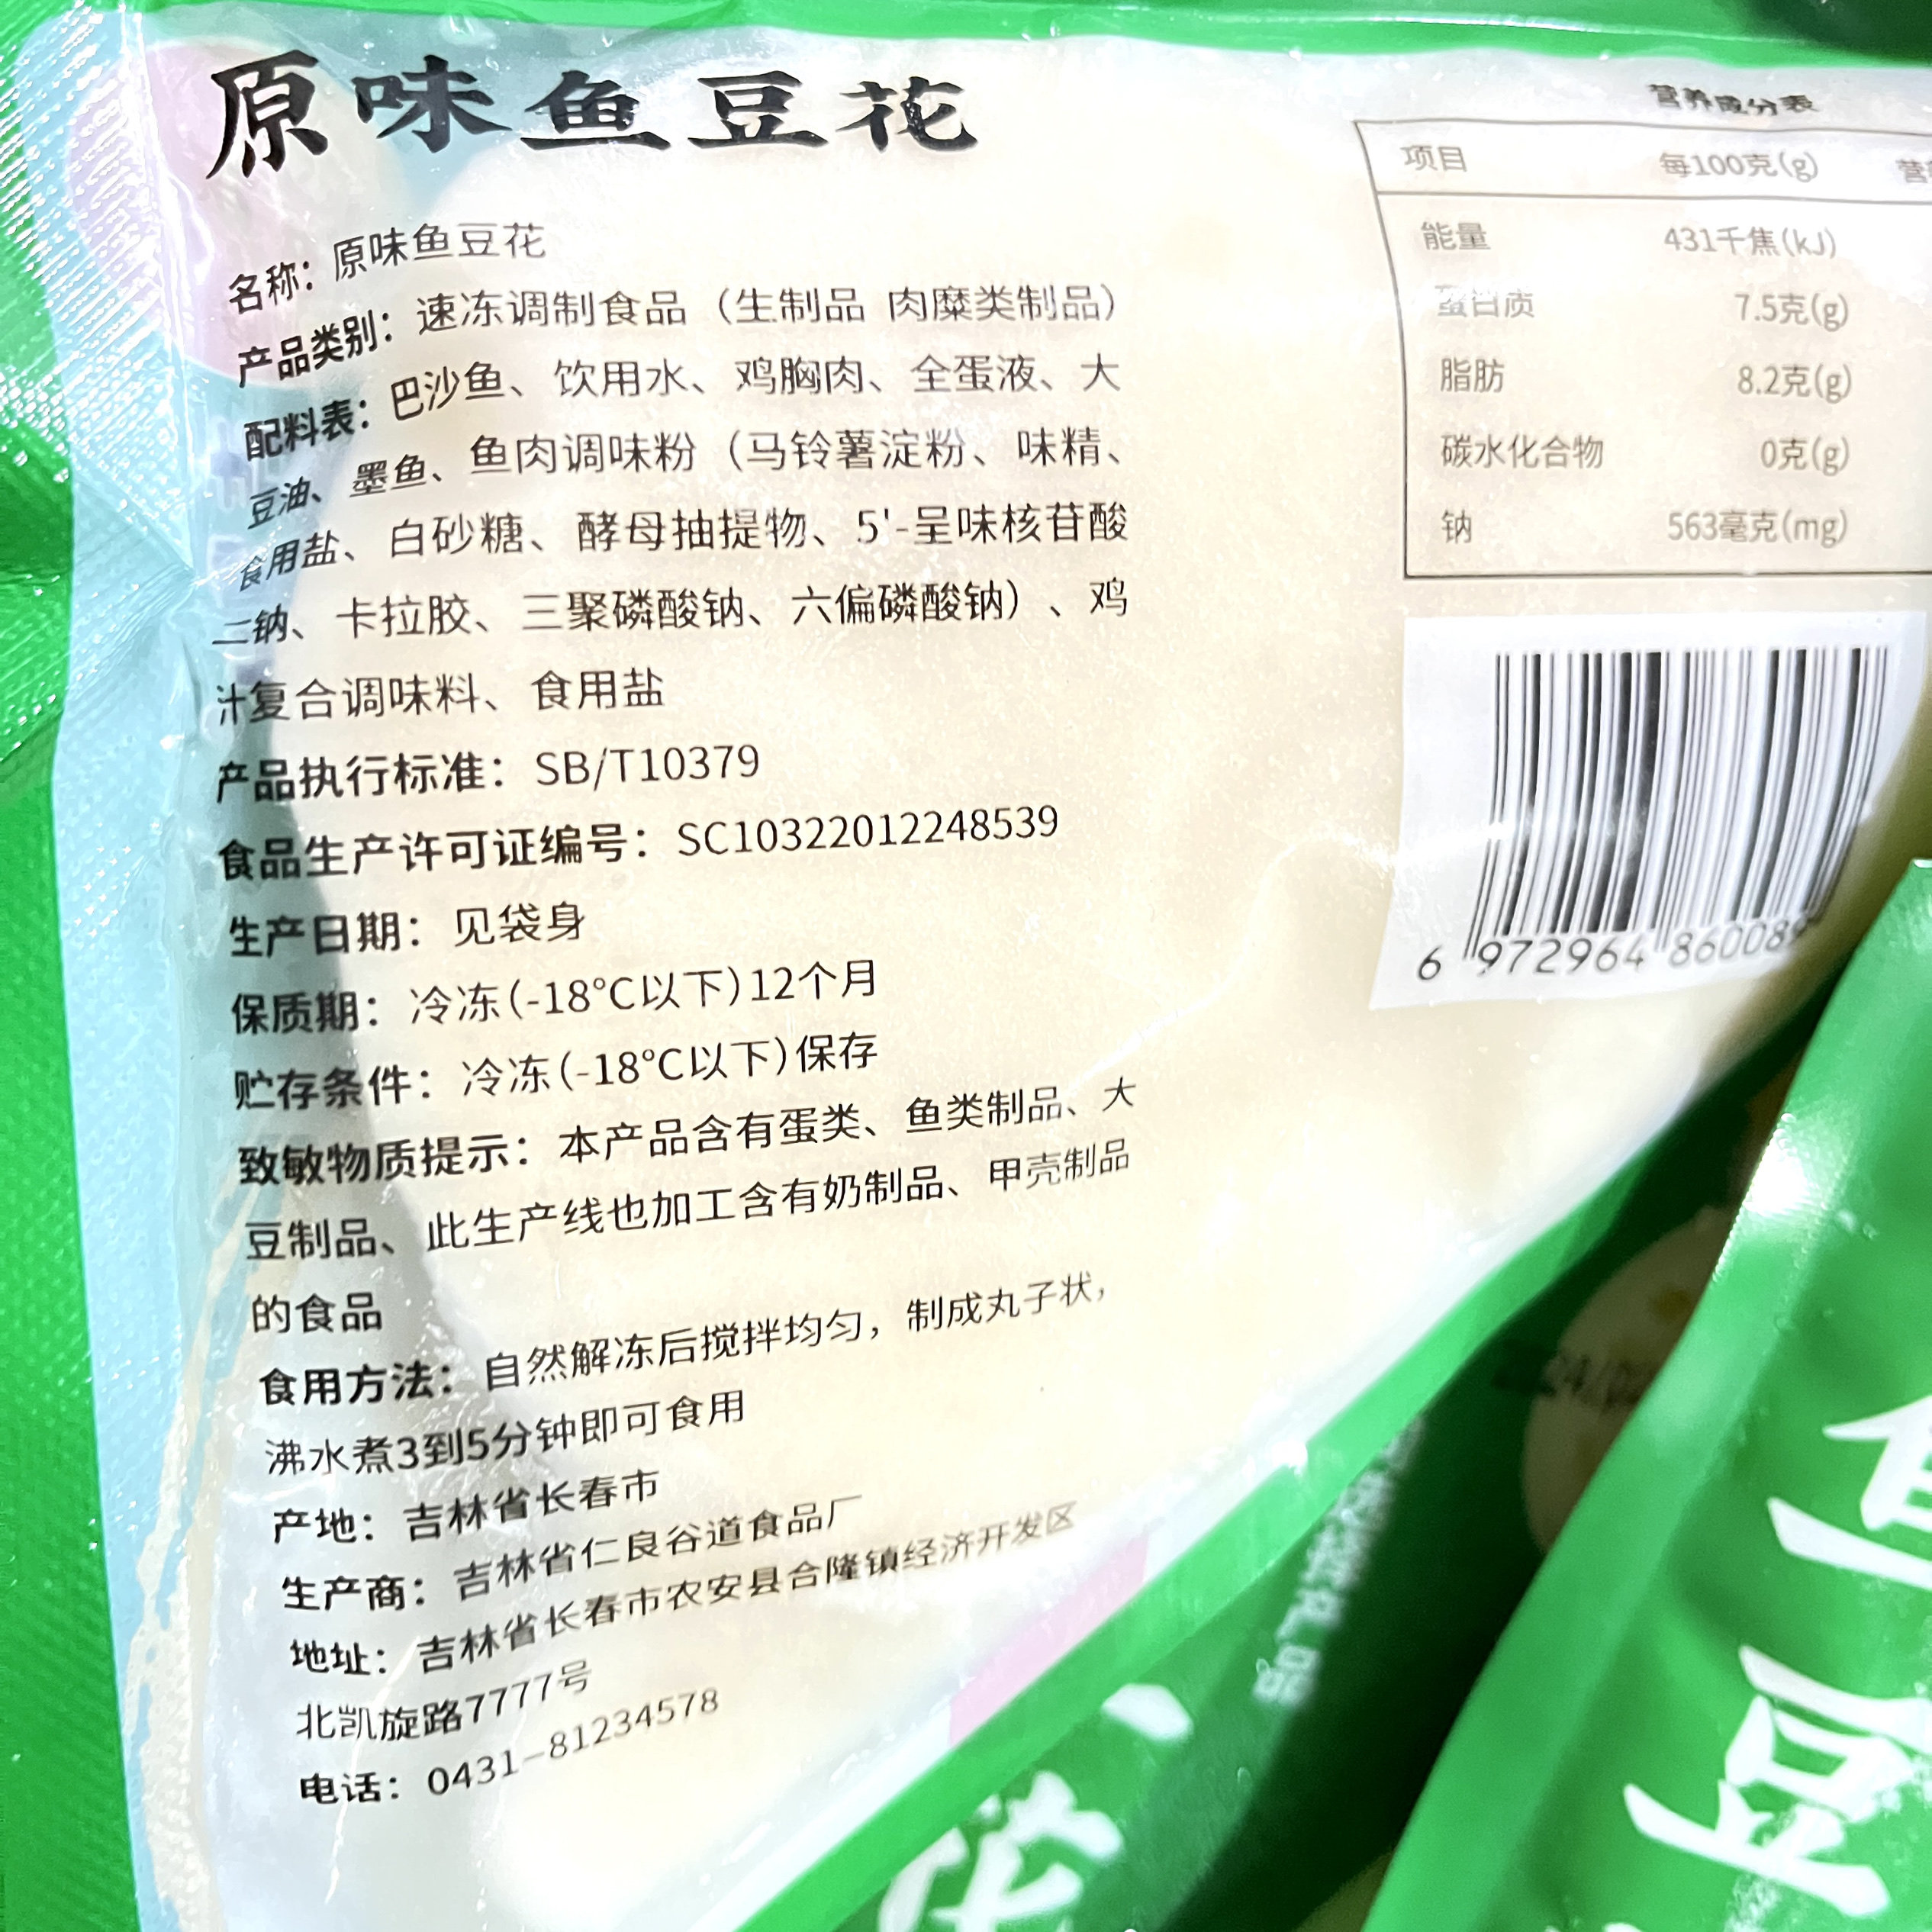 原味鱼豆花
名称：原味鱼豆花
产品类别：速冻调制食品（生制品 肉糜类制品）
配料表：巴沙鱼、饮用水、鸡胸肉、全蛋液、大
豆油、墨鱼、鱼肉调味粉（马铃薯淀粉、味精、
食用盐、白砂糖、酵母抽提物、5'-呈味核苷酸
二钠、卡拉胶、三聚磷酸钠、六偏磷酸钠）、鸡
汁复合调味料、食用盐
产品执行标准：SB/T10379
食品生产许可证编号：SC10322012248539
生产日期：见袋身
保质期：冷冻(-18℃以下)12个月
贮存条件：冷冻(-18℃以下)保存
致敏物质提示：本产品含有蛋类、鱼类制品、大
豆制品、此生产线也加工含有奶制品、甲壳制品
的食品
食用方法：自然解冻后搅拌均匀，制成丸子状，
沸水煮3到5分钟即可食用
产地：吉林省长春市
生产商：吉林省仁良谷道食品厂
地址：吉林省长春市农安县合隆镇经济开发区
北凯旋路7777号
电话：0431-81234578
营养成分表
项目 每100克(g) 营
能量 431千焦(kJ)
蛋白质 7.5克(g)
脂肪 8.2克(g)
碳水化合物 0克(g)
钠 563毫克(mg)
6 972964 860089
花
鱼
豆